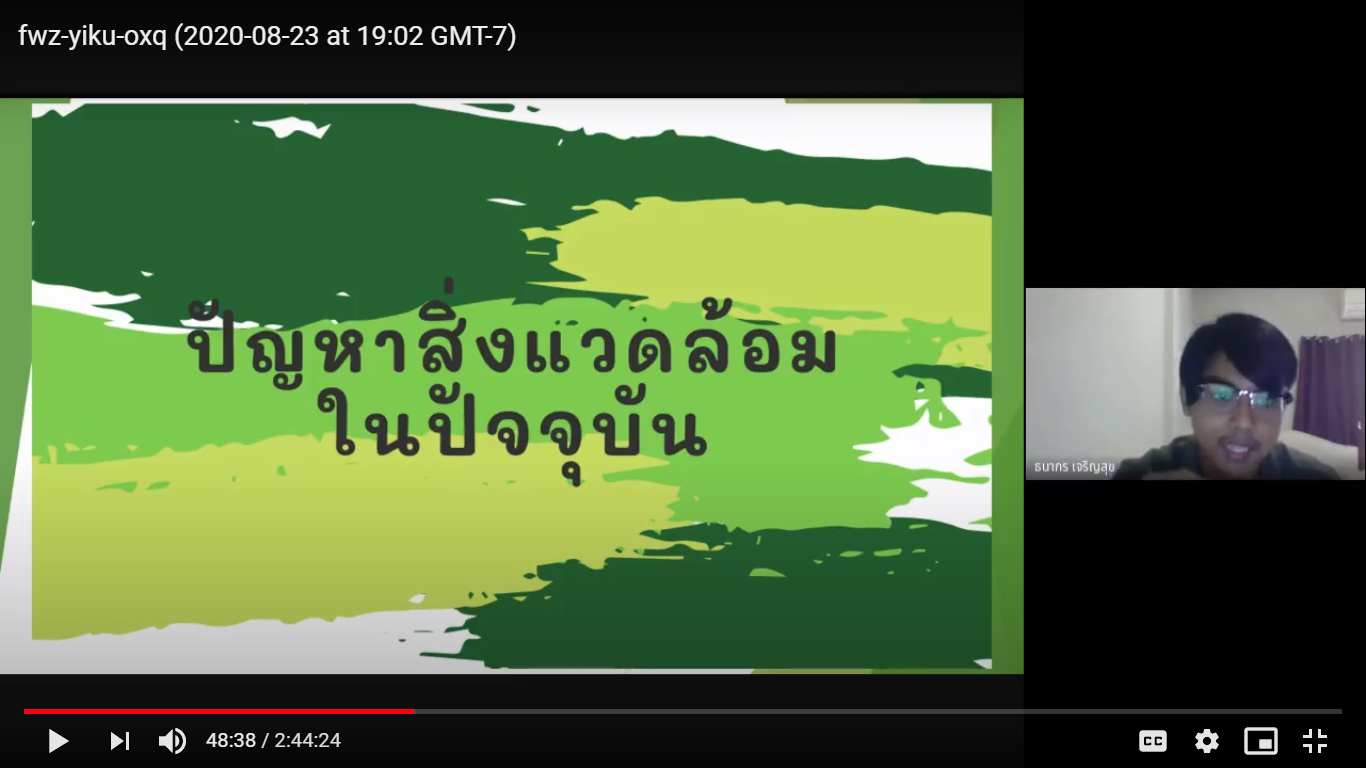 fwz-yiku-oxq (2020-08-23 at 19:02 GMT-7)
ปัญหาสิ่งแวดล้อม
ในปัจจุบัน
ธนากร เจริญสุข
48:38 / 2:44:24
CC